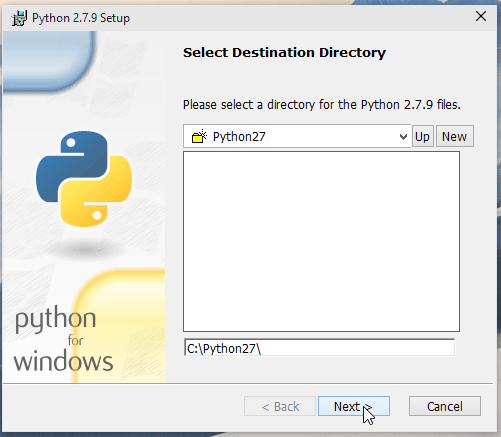 Python 2.7.9 Setup
Select Destination Directory
Please select a directory for the Python 2.7.9 files.
Python27
Up
New
python
for
windows
C:\Python27\
< Back
Next >
Cancel